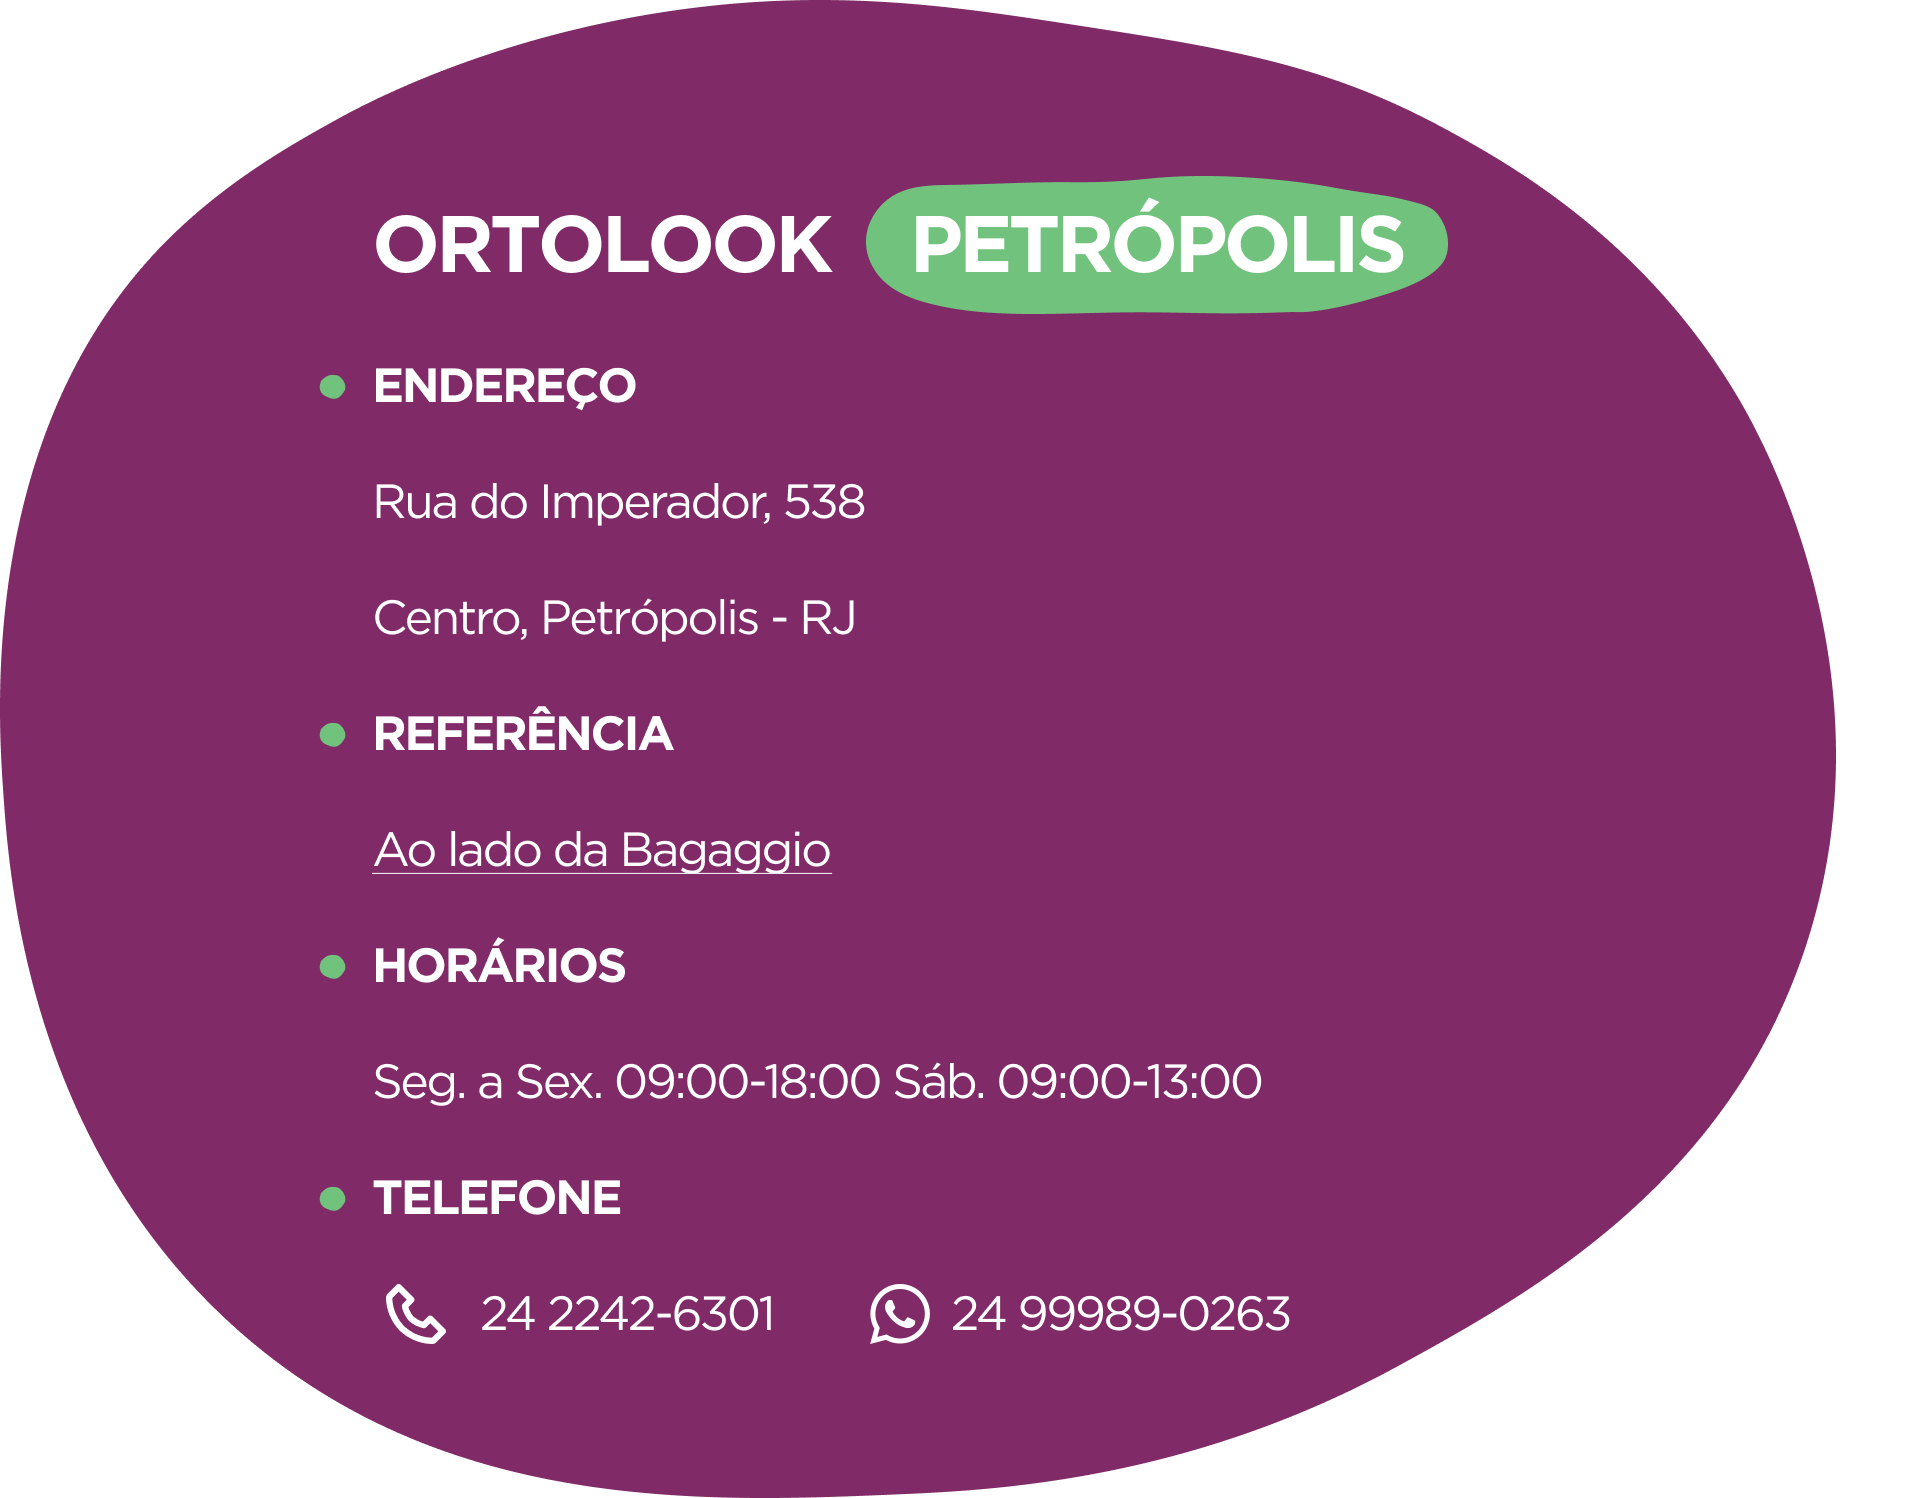 ORTOLOOK PETRÓPOLIS
ENDEREÇO
Rua do Imperador, 538
Centro, Petrópolis - RJ
REFERÊNCIA
Ao lado da Bagaggio
HORÁRIOS
Seg. a Sex. 09:00-18:00 Sáb. 09:00-13:00
TELEFONE
24 2242-6301 24 99989-0263